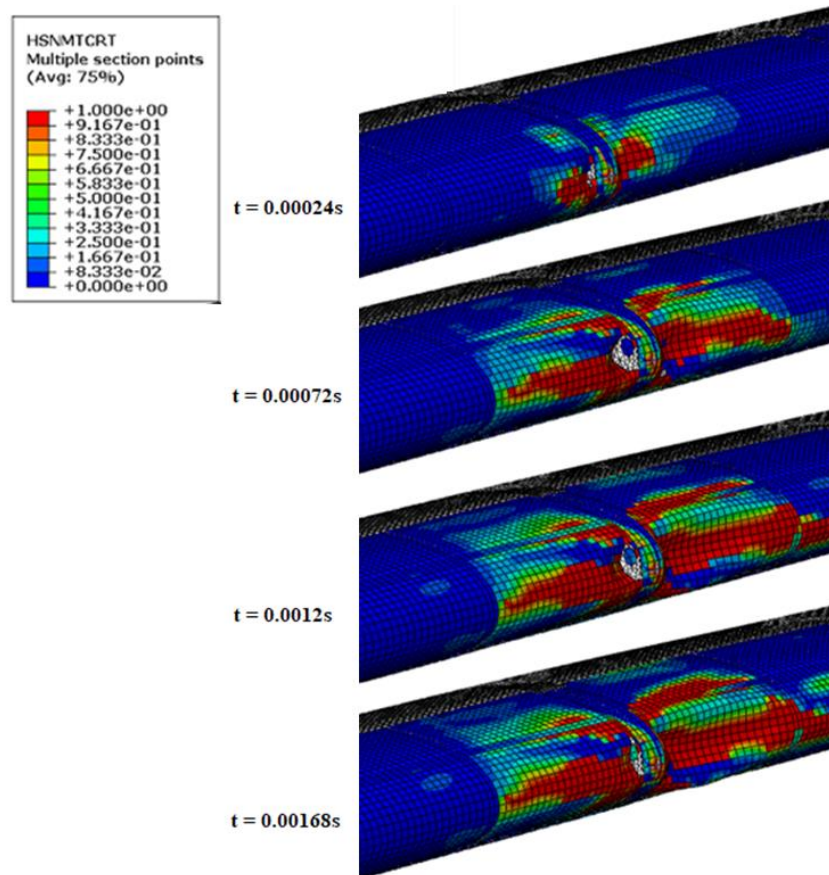 HSNMTCRT
Multiple section points
(Avg: 75%)
+1.000e+00
+9.167e-01
+8.333e-01
+7.500e-01
+6.667e-01
+5.833e-01
+5.000e-01
+4.167e-01
+3.333e-01
+2.500e-01
+1.667e-01
+8.333e-02
+0.000e+00
t = 0.00024s
t = 0.00072s
t = 0.0012s
t = 0.00168s